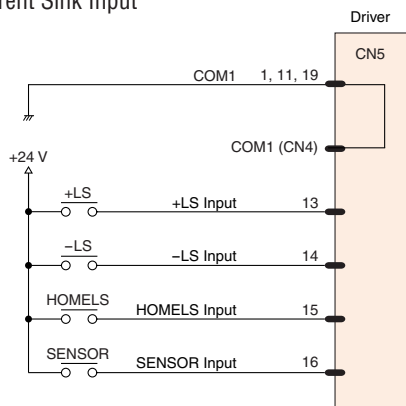 rent Sink Input
Driver
CN5
COM1 1, 11, 19
COM1 (CN4)
+24 V
+LS
+LS Input 13
−LS
−LS Input 14
HOMELS
HOMELS Input 15
SENSOR
SENSOR Input 16